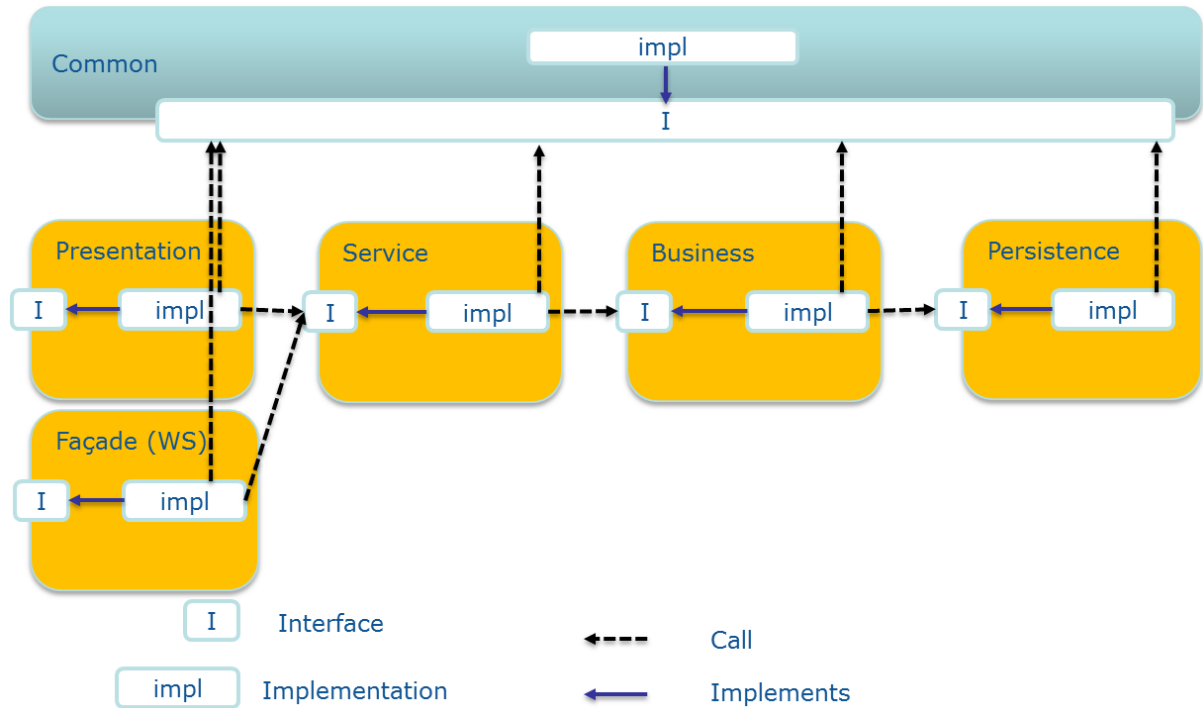 impl
Common
I
Presentation
Service
Business
Persistence
I
impl
I
impl
I
impl
I
impl
Façade (WS)
I
impl
I
Interface
Call
impl
Implementation
Implements